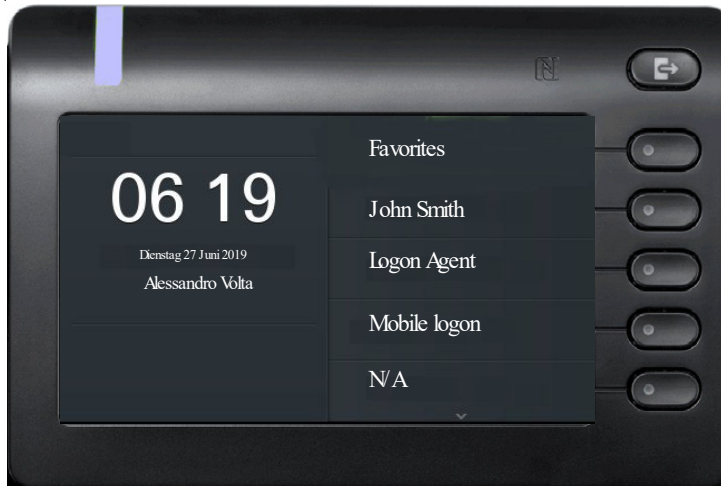 06 19
Dienstag 27 Juni 2019
Alessandro Volta
Favorites
John Smith
Logon Agent
Mobile logon
N/A